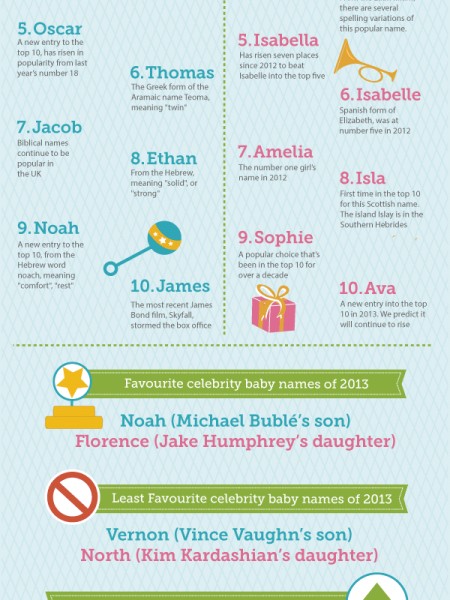 5. Oscar
A new entry to the
top 10, has risen in
popularity from last
year's number 18
6. Thomas
The Greek form of the
Aramaic name Teoma,
meaning "twin"
7. Jacob
Biblical names
continue to be
popular in
the UK
8. Ethan
From the Hebrew,
meaning "solid", or
"strong"
9. Noah
A new entry to the
top 10, from the
Hebrew word
noach, meaning
"comfort", "rest"
10. James
The most recent James
Bond film, Skyfall,
stormed the box office
there are several
spelling variations of
this popular name.
5. Isabella
Has risen seven places
since 2012 to beat
Isabelle into the top five
6. Isabelle
Spanish form of
Elizabeth, was at
number five in 2012
7. Amelia
The number one girl's
name in 2012
8. Isla
First time in the top 10
for this Scottish name.
The island Islay is in the
Southern Hebrides
9. Sophie
A popular choice that's
been in the top 10 for
over a decade
10. Ava
A new entry into the top
10 in 2013. We predict it
will continue to rise
Favourite celebrity baby names of 2013
Noah (Michael Bublé's son)
Florence (Jake Humphrey's daughter)
Least Favourite celebrity baby names of 2013
Vernon (Vince Vaughn's son)
North (Kim Kardashian's daughter)